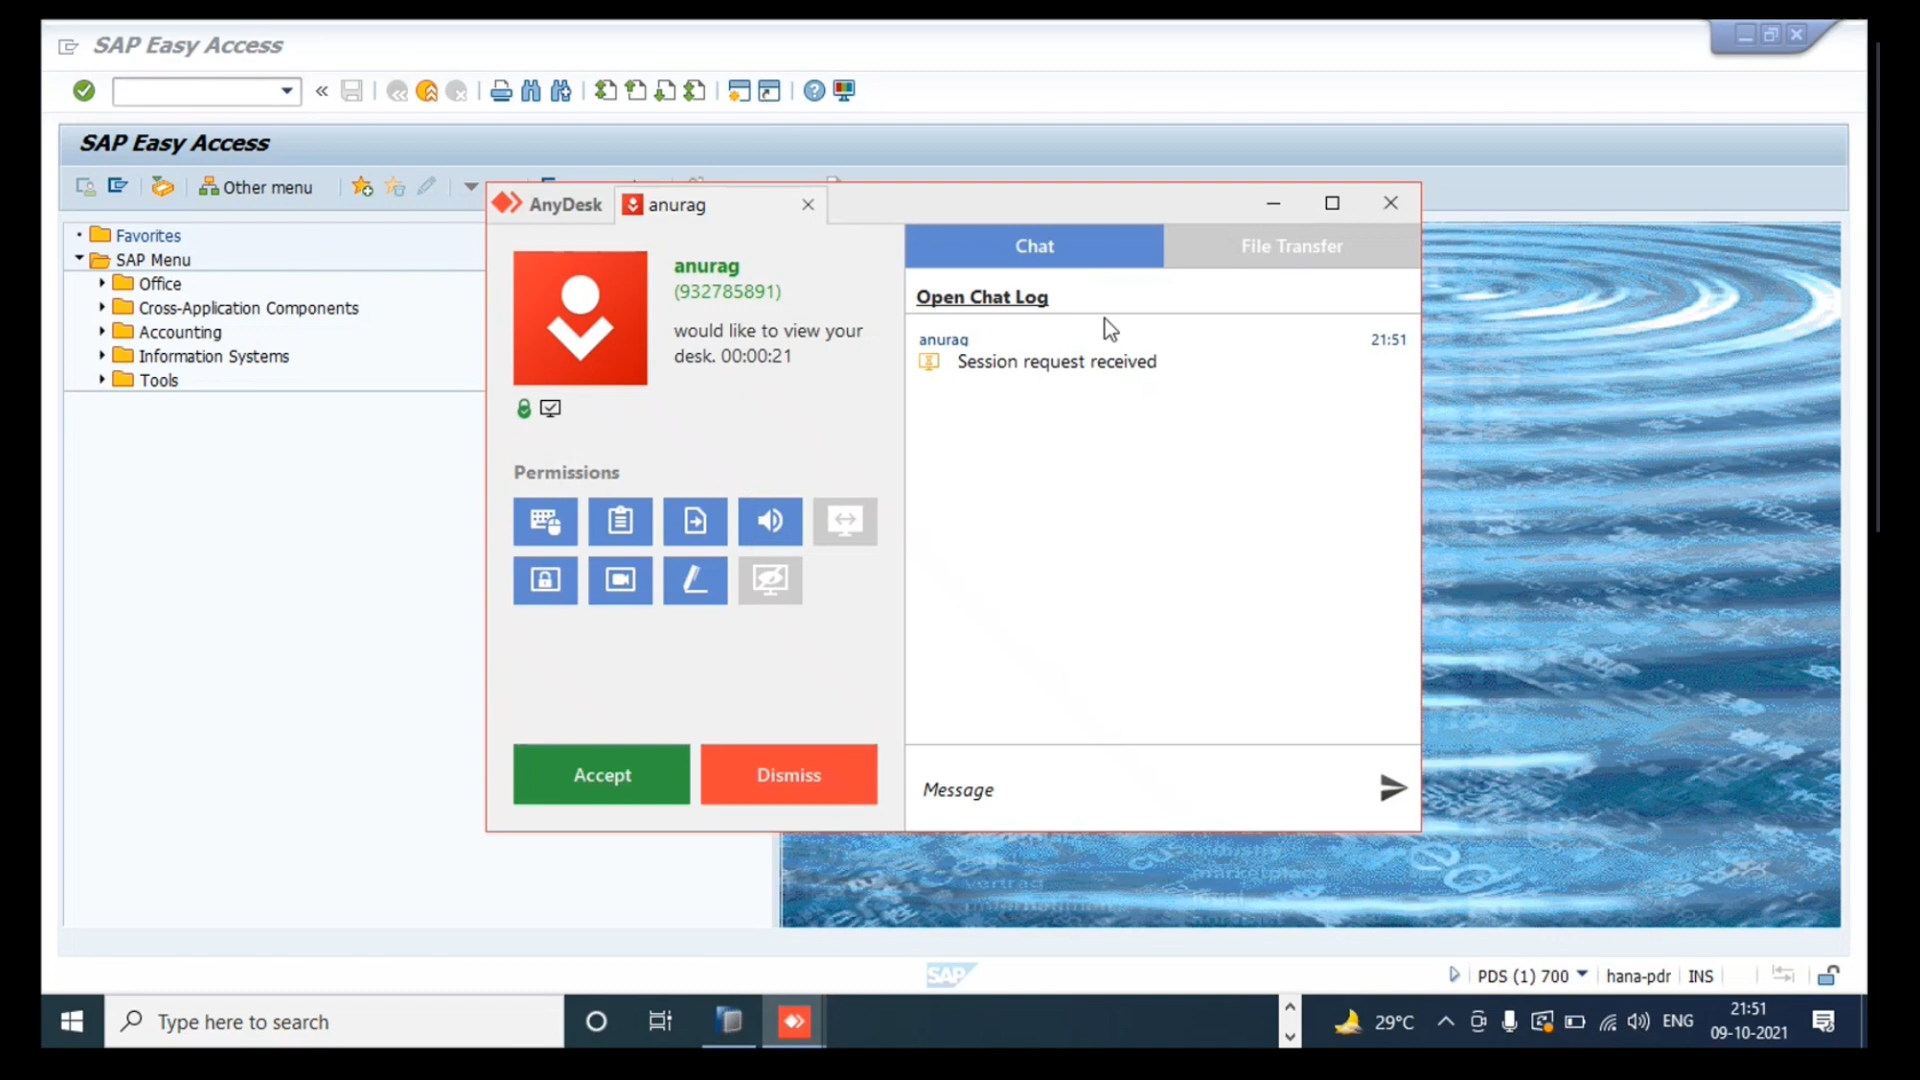 SAP Easy Access
SAP Easy Access
Other menu
Favorites
SAP Menu
Office
Cross-Application Components
Accounting
Information Systems
Tools
AnyDesk
anurag
anurag
(932785891)
would like to view your
desk. 00:00:21
Permissions
Accept
Dismiss
Chat
File Transfer
Open Chat Log
anurag
21:51
Session request received
Message
marketplace
vertrag
SAP
PDS (1) 700
hana-pdr
INS
Type here to search
29°C
ENG
21:51
09-10-2021